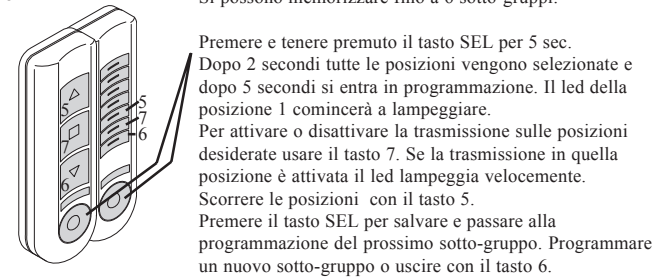 Si possono memorizzare fino a 6 sotto-gruppi.
Premere e tenere premuto il tasto SEL per 5 sec.
Dopo 2 secondi tutte le posizioni vengono selezionate e
dopo 5 secondi si entra in programmazione. Il led della
posizione 1 comincerà a lampeggiare.
Per attivare o disattivare la trasmissione sulle posizioni
desiderate usare il tasto 7. Se la trasmissione in quella
posizione è attivata il led lampeggia velocemente.
Scorrere le posizioni con il tasto 5.
Premere il tasto SEL per salvare e passare alla
programmazione del prossimo sotto-gruppo. Programmare
un nuovo sotto-gruppo o uscire con il tasto 6.
5
7
6
5
7
6